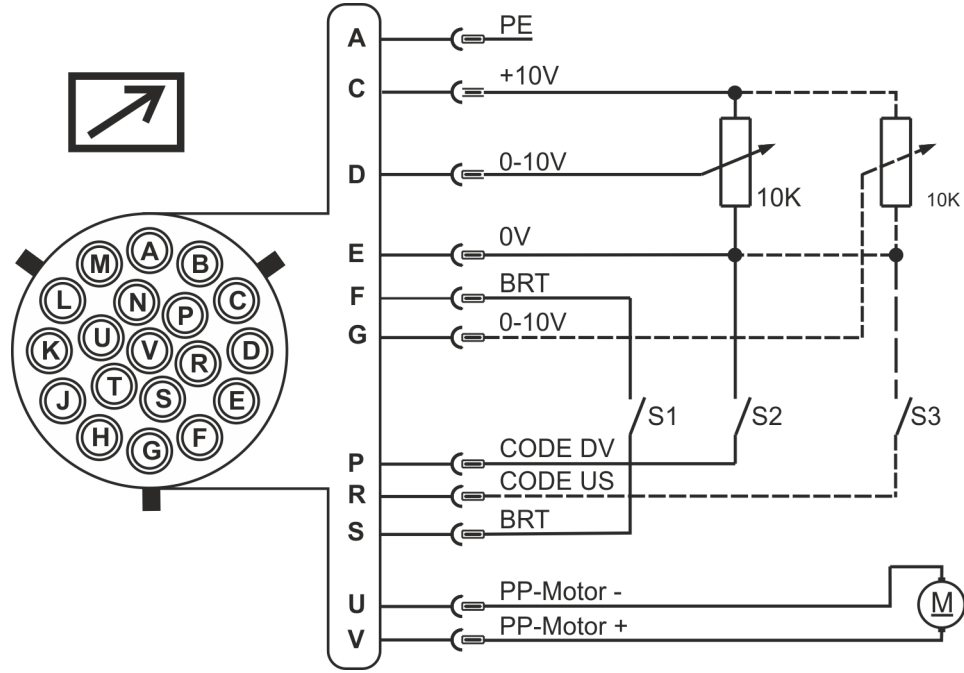 A PE
C +10V
D 0-10V
10K
10K
E 0V
F BRT
G 0-10V
S1
S2
S3
P CODE DV
R CODE US
S BRT
U PP-Motor -
V PP-Motor +
M
A
M B
L N P C
K U V R D
J T S E
H G F